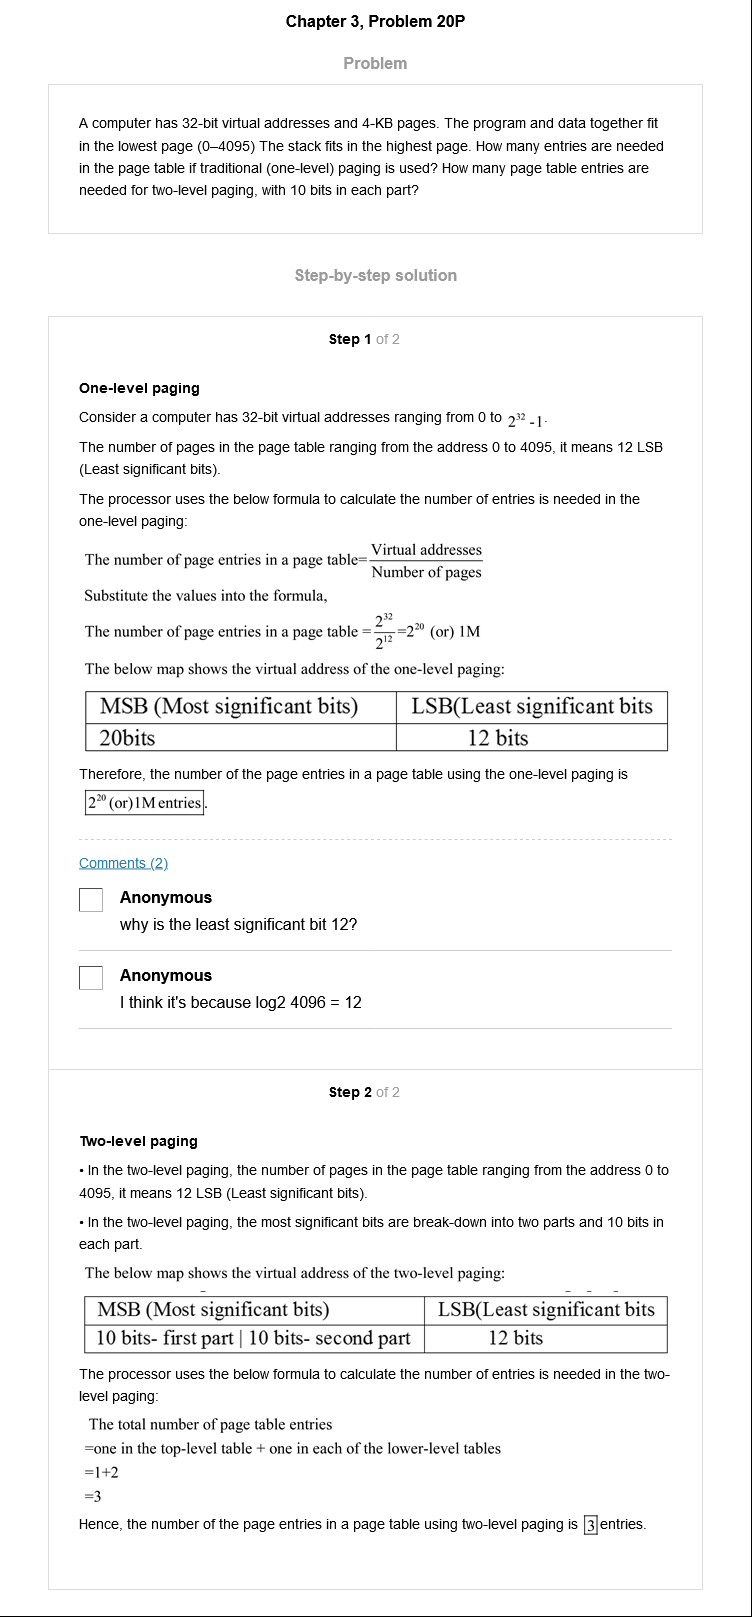 Chapter 3, Problem 20P
Problem
A computer has 32-bit virtual addresses and 4-KB pages. The program and data together fit
in the lowest page (0–4095) The stack fits in the highest page. How many entries are needed
in the page table if traditional (one-level) paging is used? How many page table entries are
needed for two-level paging, with 10 bits in each part?
Step-by-step solution
Step 1 of 2
One-level paging
Consider a computer has 32-bit virtual addresses ranging from 0 to 2³² -1.
The number of pages in the page table ranging from the address 0 to 4095, it means 12 LSB
(Least significant bits).
The processor uses the below formula to calculate the number of entries is needed in the
one-level paging:
The number of page entries in a page table= Virtual addresses / Number of pages
Substitute the values into the formula,
The number of page entries in a page table = 2³² / 2¹² =2²⁰ (or) 1M
The below map shows the virtual address of the one-level paging:
MSB (Most significant bits) LSB(Least significant bits
20bits 12 bits
Therefore, the number of the page entries in a page table using the one-level paging is
2²⁰ (or)1M entries.
Comments (2)
Anonymous
why is the least significant bit 12?
Anonymous
I think it's because log2 4096 = 12
Step 2 of 2
Two-level paging
• In the two-level paging, the number of pages in the page table ranging from the address 0 to
4095, it means 12 LSB (Least significant bits).
• In the two-level paging, the most significant bits are break-down into two parts and 10 bits in
each part.
The below map shows the virtual address of the two-level paging:
MSB (Most significant bits) LSB(Least significant bits
10 bits- first part | 10 bits- second part 12 bits
The processor uses the below formula to calculate the number of entries is needed in the two-
level paging:
The total number of page table entries
=one in the top-level table + one in each of the lower-level tables
=1+2
=3
Hence, the number of the page entries in a page table using two-level paging is 3 entries.